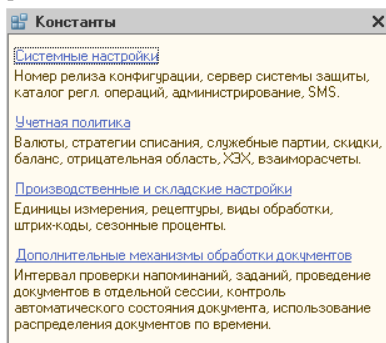 Константы
Системные настройки
Номер релиза конфигурации, сервер системы защиты,
каталог регл. операций, администрирование, SMS.
Учетная политика
Валюты, стратегии списания, служебные партии, скидки,
баланс, отрицательная область, ХЭХ, взаиморасчеты.
Производственные и складские настройки
Единицы измерения, рецептуры, виды обработки,
штрих-коды, сезонные проценты.
Дополнительные механизмы обработки документов
Интервал проверки напоминаний, заданий, проведение
документов в отдельной сессии, контроль
автоматического состояния документа, использование
распределения документов по времени.